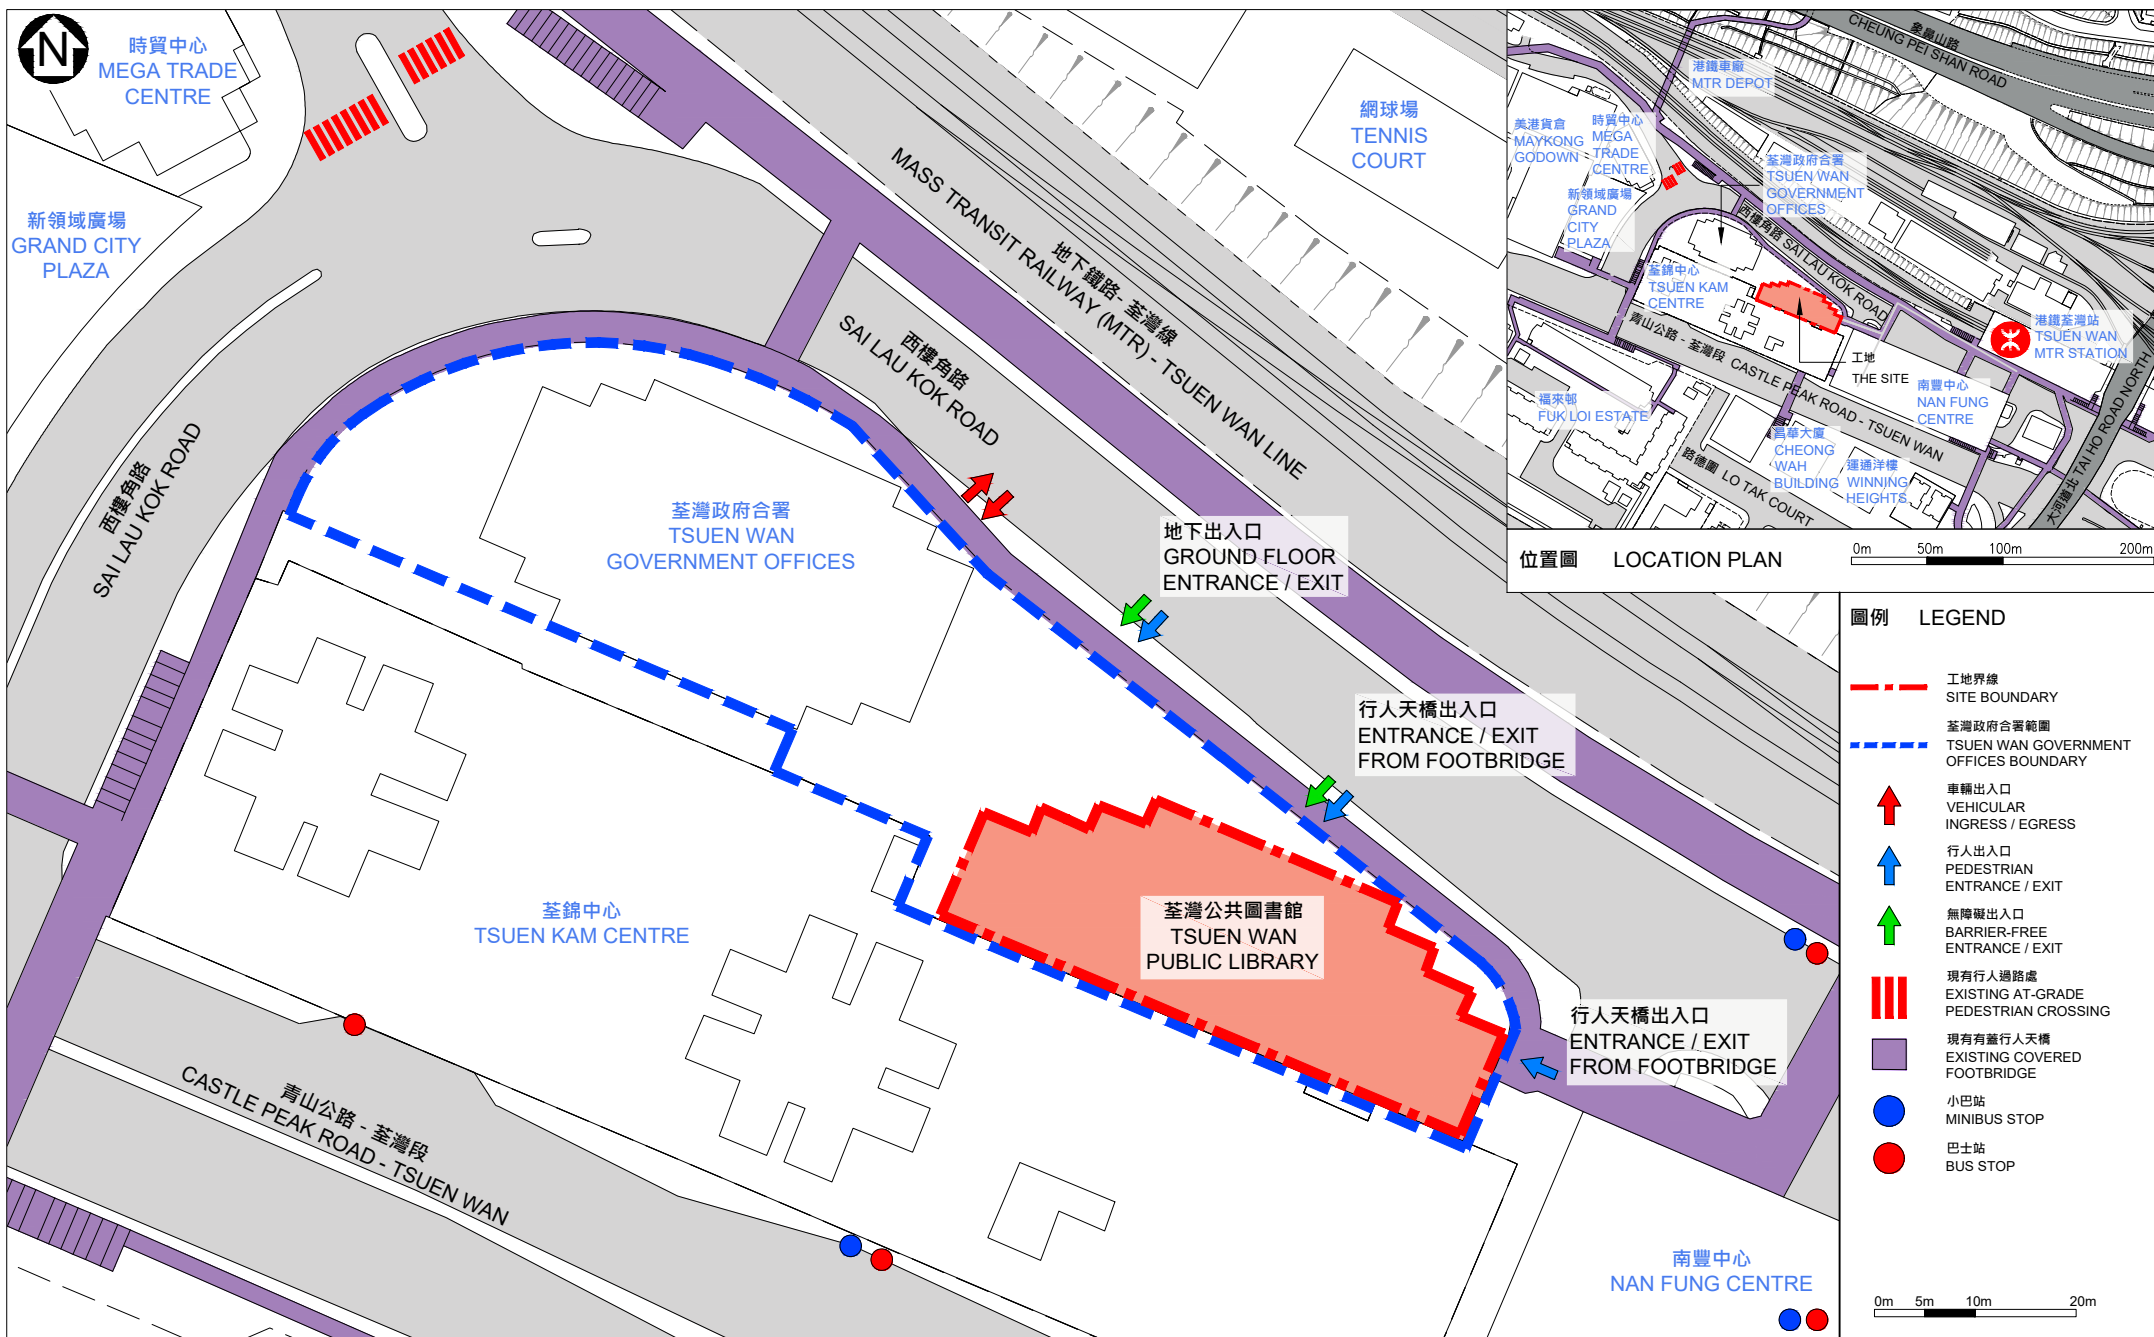 N
時貿中心
MEGA TRADE
CENTRE
新領域廣場
GRAND CITY
PLAZA
網球場
TENNIS
COURT
地下鐵路 - 荃灣線
MASS TRANSIT RAILWAY (MTR) - TSUEN WAN LINE
西樓角路
SAI LAU KOK ROAD
西樓角路
SAI LAU KOK ROAD
荃灣政府合署
TSUEN WAN
GOVERNMENT OFFICES
地下出入口
GROUND FLOOR
ENTRANCE / EXIT
行人天橋出入口
ENTRANCE / EXIT
FROM FOOTBRIDGE
荃灣公共圖書館
TSUEN WAN
PUBLIC LIBRARY
荃錦中心
TSUEN KAM CENTRE
行人天橋出入口
ENTRANCE / EXIT
FROM FOOTBRIDGE
青山公路 - 荃灣段
CASTLE PEAK ROAD - TSUEN WAN
南豐中心
NAN FUNG CENTRE
象鼻山路
CHEUNG PEI SHAN ROAD
港鐵車廠
MTR DEPOT
美港貨倉
MAYKONG
GODOWN
時貿中心
MEGA
TRADE
CENTRE
荃灣政府合署
TSUEN WAN
GOVERNMENT
OFFICES
新領域廣場
GRAND
CITY
PLAZA
西樓角路 SAI LAU KOK ROAD
荃錦中心
TSUEN KAM
CENTRE
港鐵荃灣站
TSUEN WAN
MTR STATION
青山公路 - 荃灣段 CASTLE PEAK ROAD - TSUEN WAN
工地
THE SITE
南豐中心
NAN FUNG
CENTRE
福來邨
FUK LOI ESTATE
昌華大廈
CHEONG
WAH
BUILDING
運通洋樓
WINNING
HEIGHTS
路德圍 LO TAK COURT
大河道北 TAI HO ROAD NORTH
位置圖 LOCATION PLAN
0m 50m 100m 200m
圖例 LEGEND
工地界線
SITE BOUNDARY
荃灣政府合署範圍
TSUEN WAN GOVERNMENT
OFFICES BOUNDARY
車輛出入口
VEHICULAR
INGRESS / EGRESS
行人出入口
PEDESTRIAN
ENTRANCE / EXIT
無障礙出入口
BARRIER-FREE
ENTRANCE / EXIT
現有行人過路處
EXISTING AT-GRADE
PEDESTRIAN CROSSING
現有有蓋行人天橋
EXISTING COVERED
FOOTBRIDGE
小巴站
MINIBUS STOP
巴士站
BUS STOP
0m 5m 10m 20m